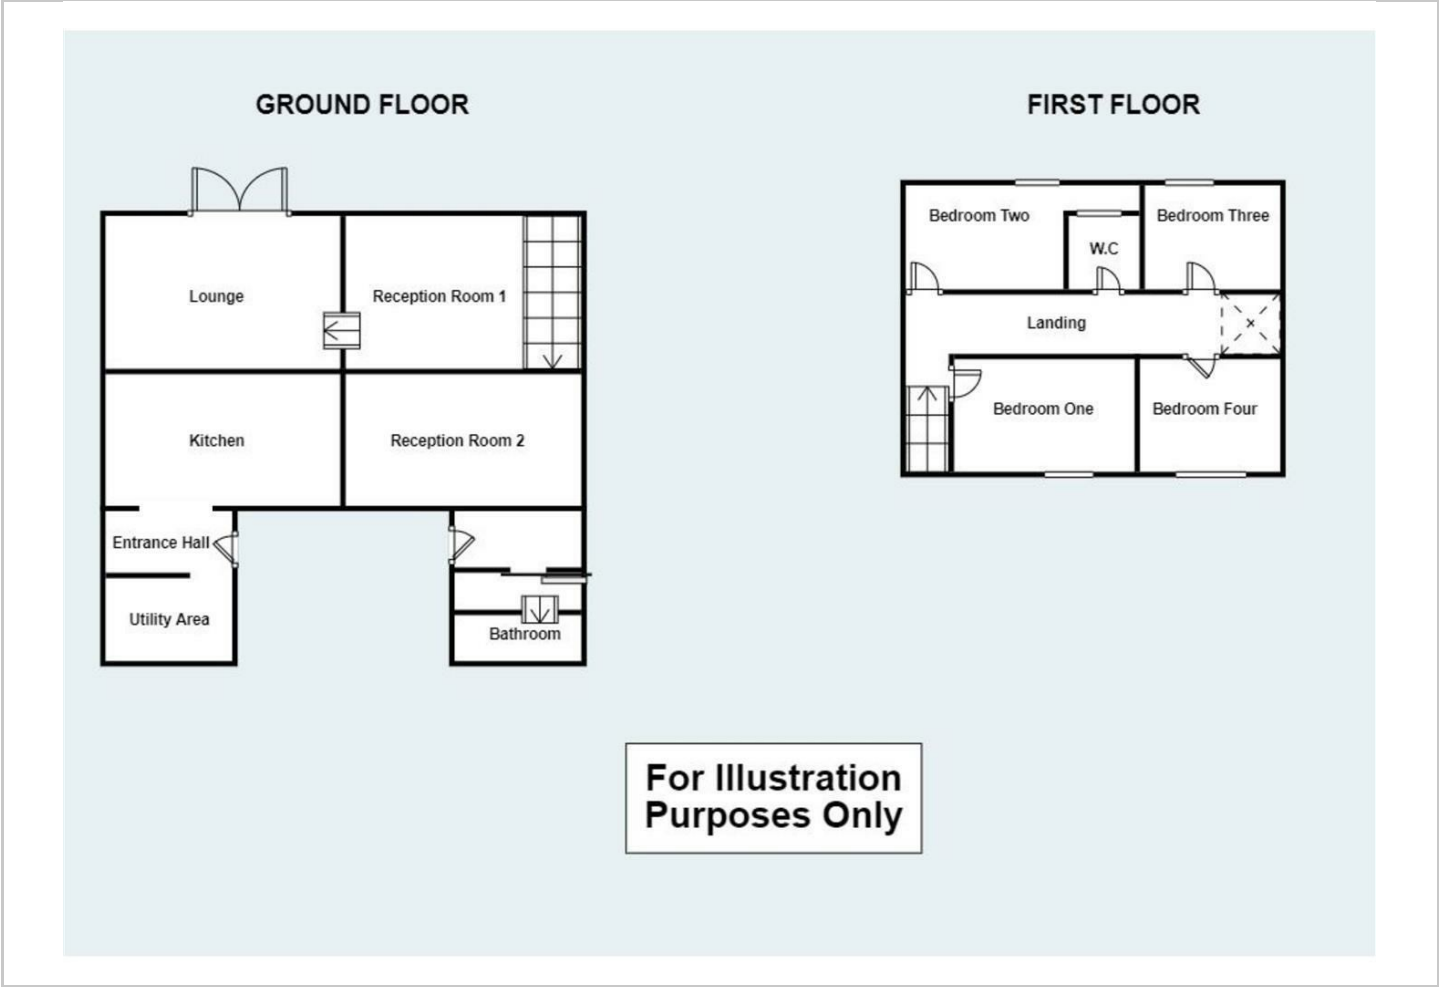 GROUND FLOOR
FIRST FLOOR
Lounge
Reception Room 1
Kitchen
Reception Room 2
Entrance Hall
Utility Area
Bathroom
Bedroom Two
W.C
Bedroom Three
Landing
Bedroom One
Bedroom Four
For Illustration
Purposes Only